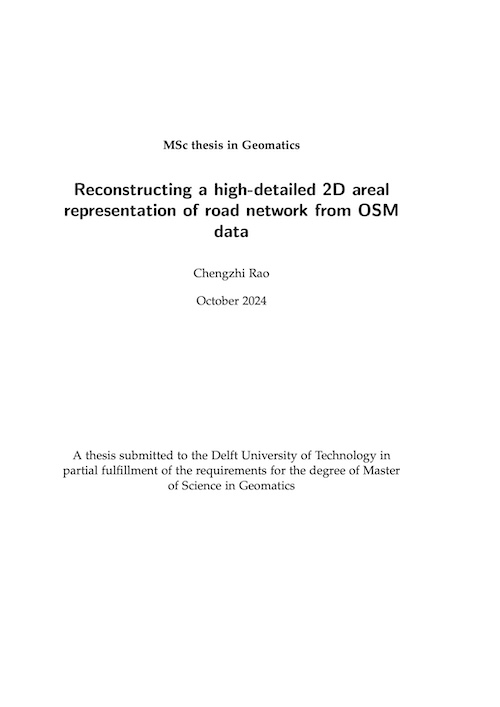 MSc thesis in Geomatics
Reconstructing a high-detailed 2D areal
representation of road network from OSM
data
Chengzhi Rao
October 2024
A thesis submitted to the Delft University of Technology in
partial fulfillment of the requirements for the degree of Master
of Science in Geomatics